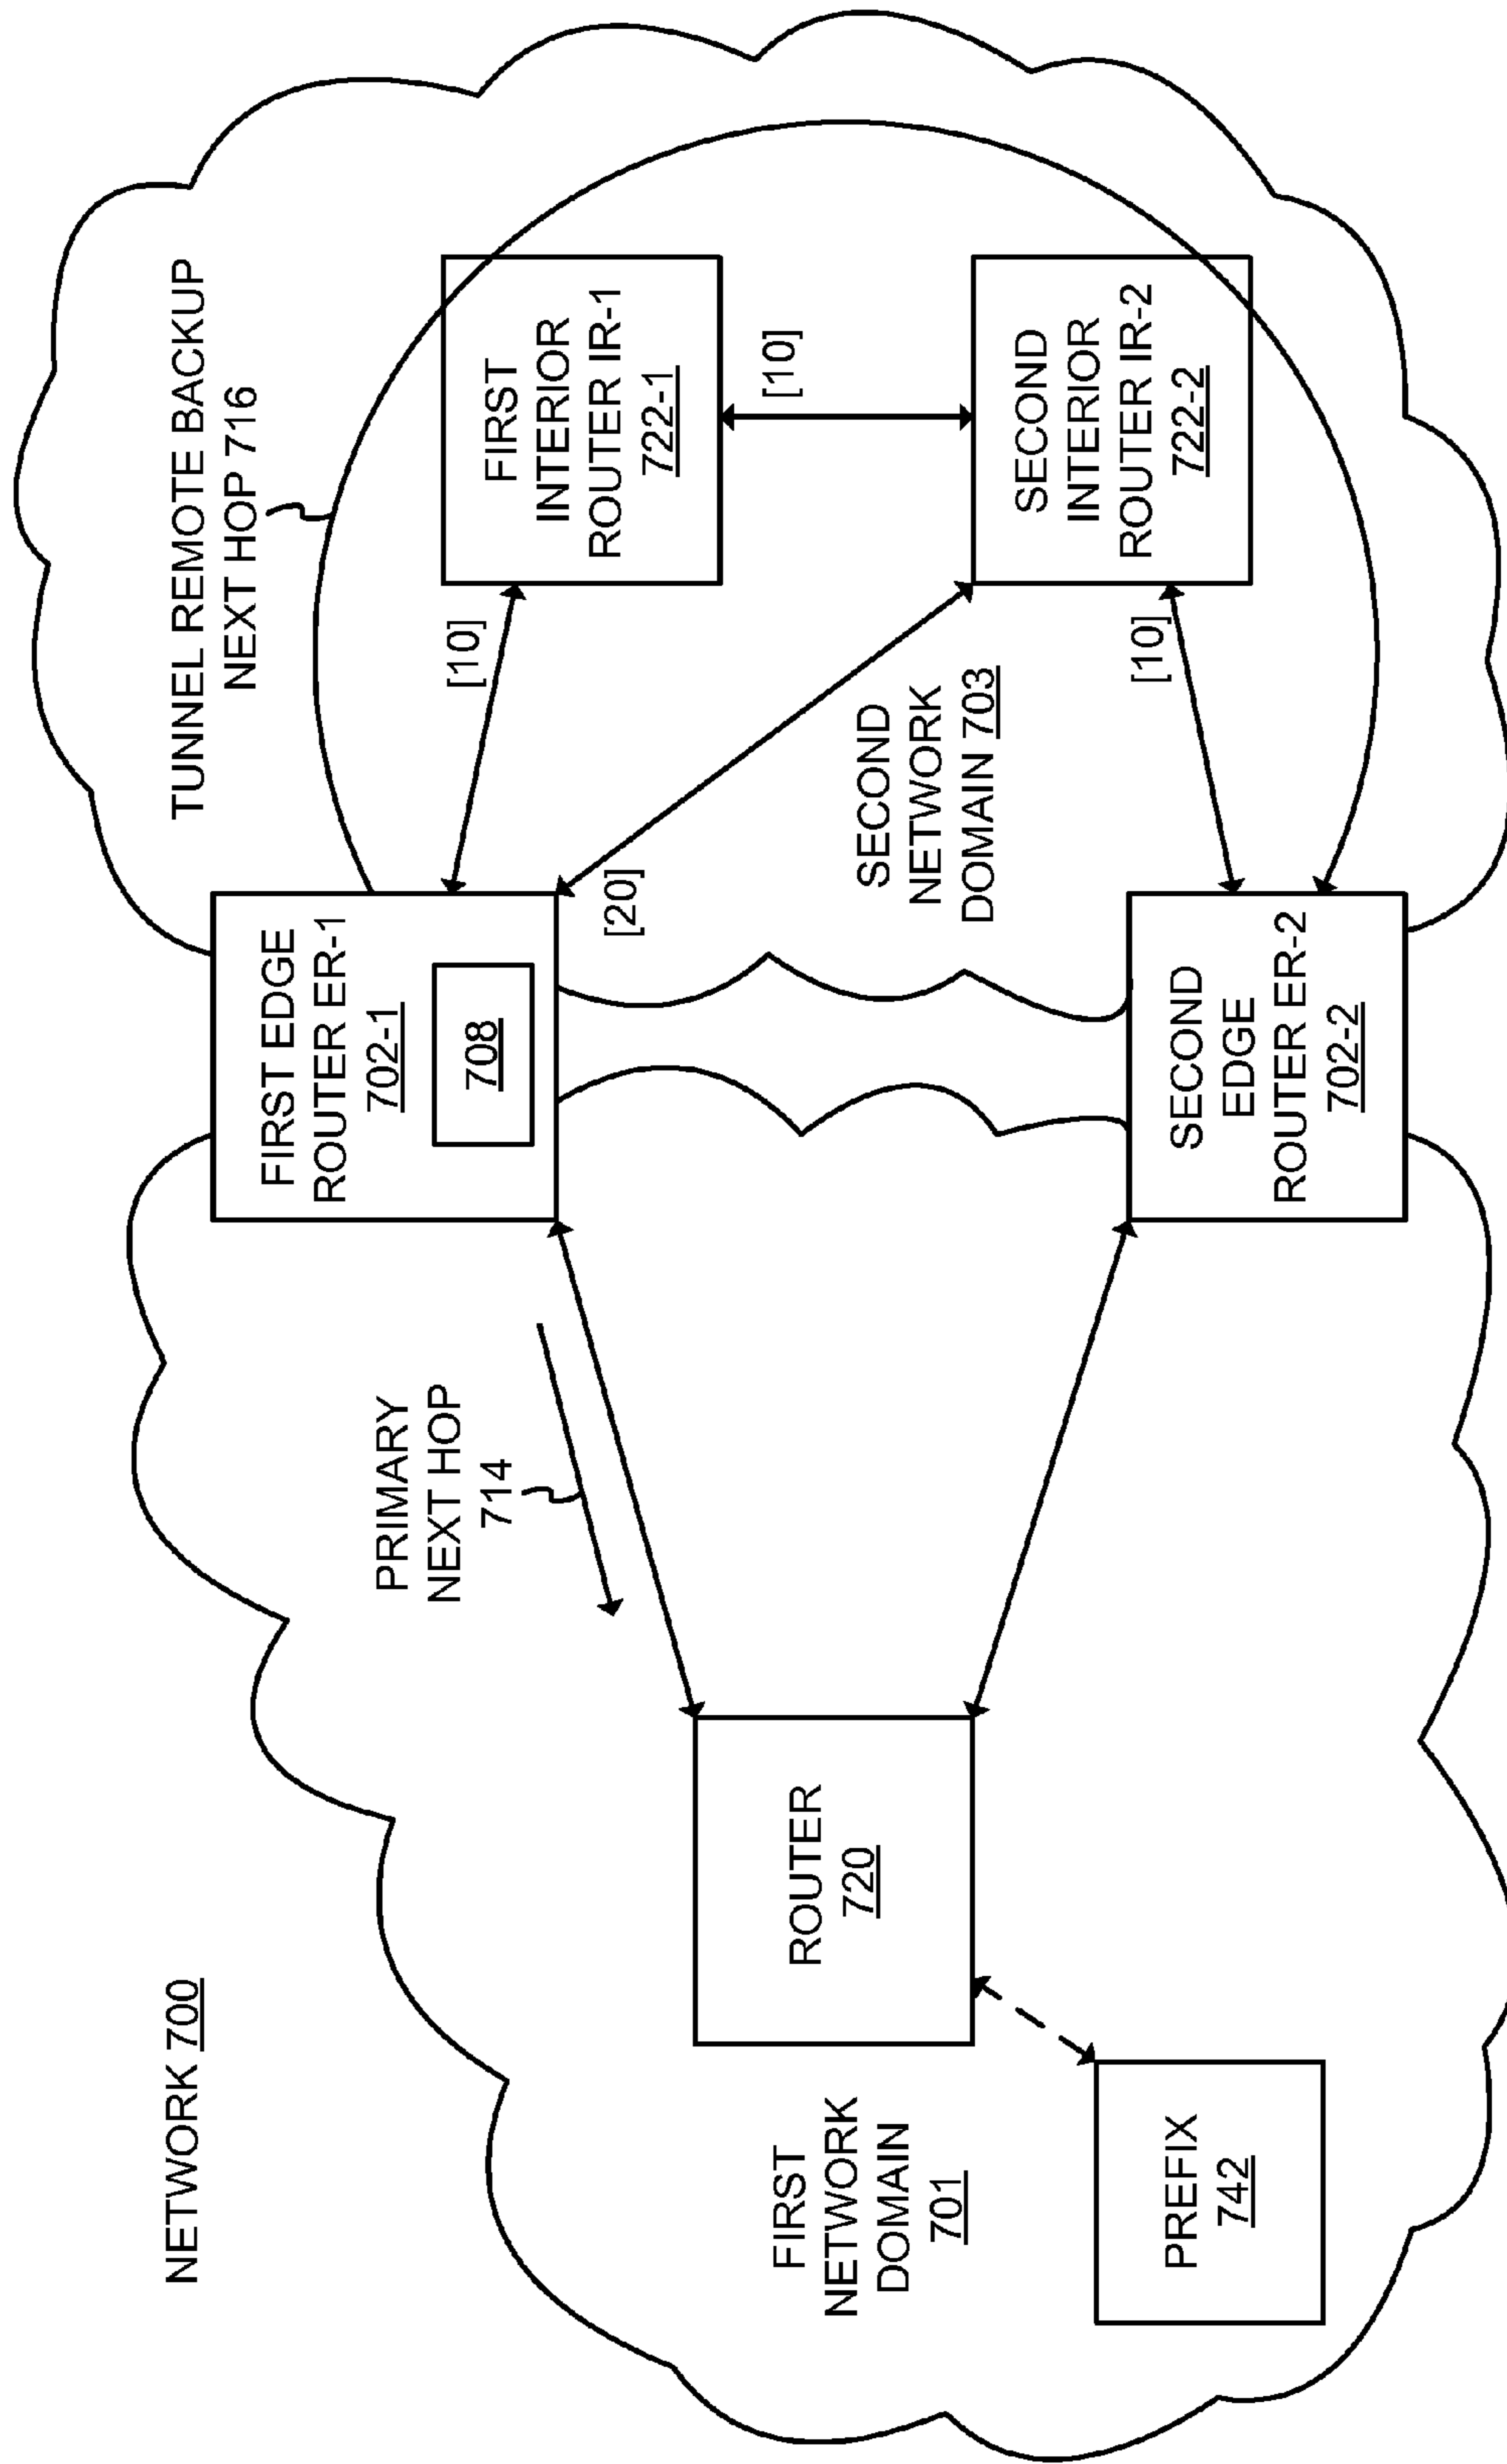 NETWORK 700
TUNNEL REMOTE BACKUP
NEXT HOP 716
FIRST EDGE
ROUTER ER-1
702-1
708
PRIMARY
NEXT HOP
714
FIRST
INTERIOR
ROUTER IR-1
722-1
[10]
[10]
[20]
ROUTER
720
SECOND
NETWORK
DOMAIN 703
FIRST
NETWORK
DOMAIN
701
SECOND
INTERIOR
ROUTER IR-2
722-2
[10]
PREFIX
742
SECOND
EDGE
ROUTER ER-2
702-2